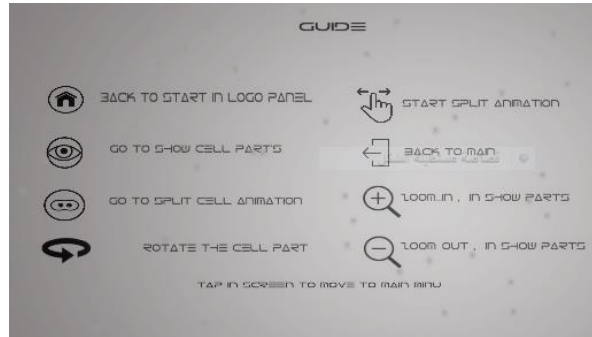 GUIDE
BACK TO START IN LOGO PANEL
START SPLIT ANIMATION
GO TO SHOW CELL PART'S
BACK TO MAIN
GO TO SPLIT CELL ANIMATION
ZOOM IN , IN SHOW PARTS
ROTATE THE CELL PART
ZOOM OUT , IN SHOW PARTS
TAP IN SCREEN TO MOVE TO MAIN MINU